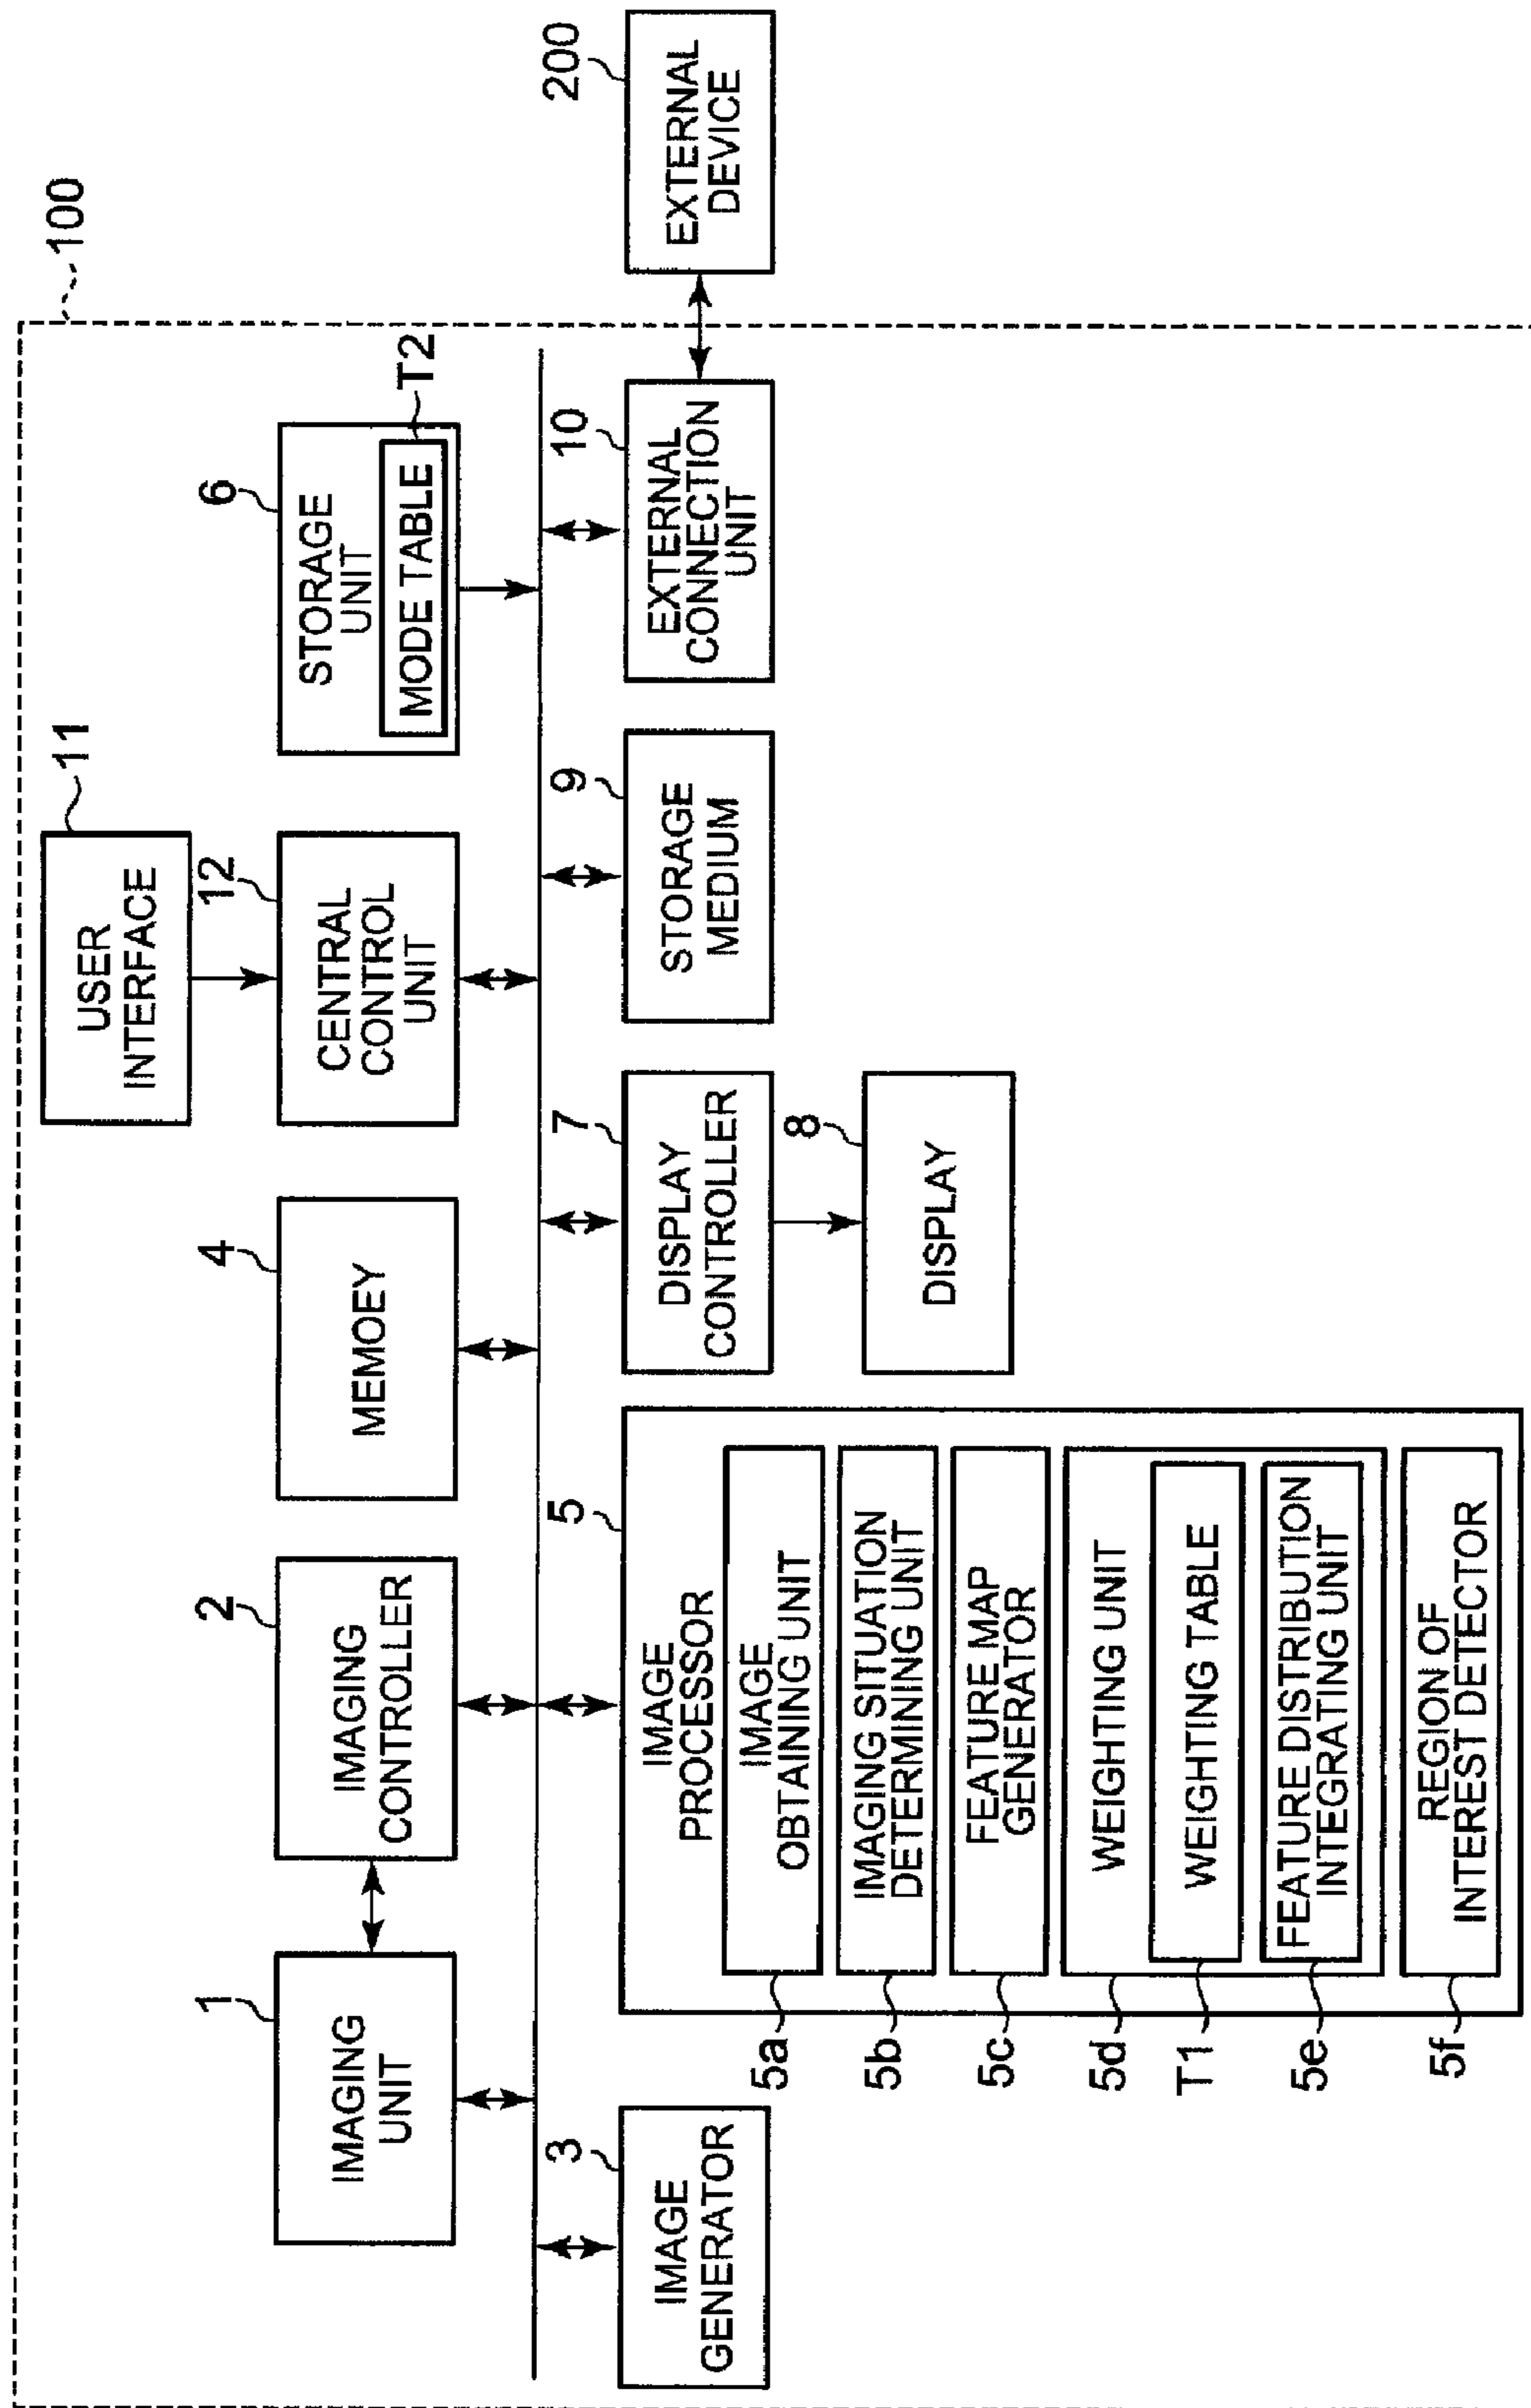 100
11
USER
INTERFACE
1
IMAGING
UNIT
2
IMAGING
CONTROLLER
4
MEMOEY
12
CENTRAL
CONTROL
UNIT
6
STORAGE
UNIT
MODE TABLE
T2
3
IMAGE
GENERATOR
5
IMAGE
PROCESSOR
IMAGE
OBTAINING UNIT
5a
IMAGING SITUATION
DETERMINING UNIT
5b
FEATURE MAP
GENERATOR
5c
WEIGHTING UNIT
5d
WEIGHTING TABLE
T1
FEATURE DISTRIBUTION
INTEGRATING UNIT
5e
REGION OF
INTEREST DETECTOR
5f
7
DISPLAY
CONTROLLER
8
DISPLAY
9
STORAGE
MEDIUM
10
EXTERNAL
CONNECTION
UNIT
200
EXTERNAL
DEVICE